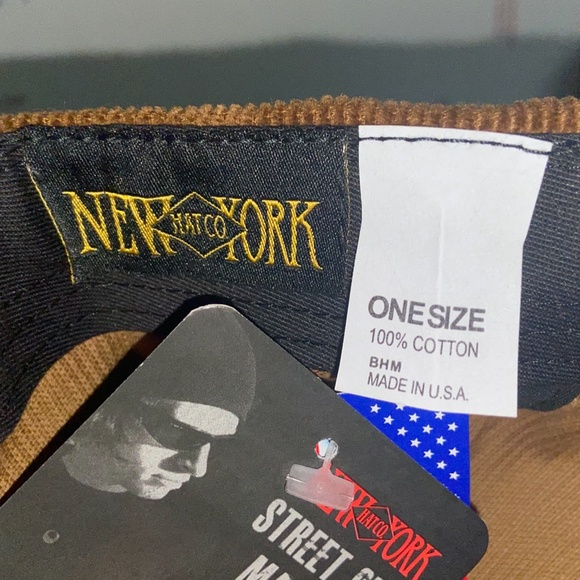 NEW YORK
HAT CO
ONE SIZE
100% COTTON
BHM
MADE IN U.S.A.
NEW YORK
HAT CO
STREET